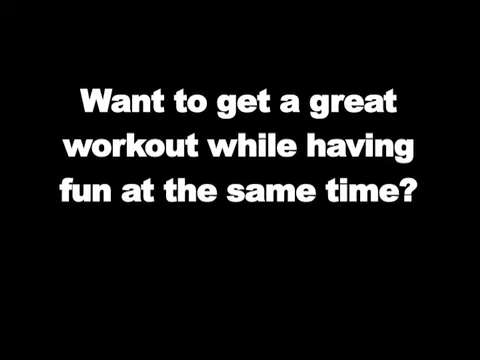 Want to get a great
workout while having
fun at the same time?